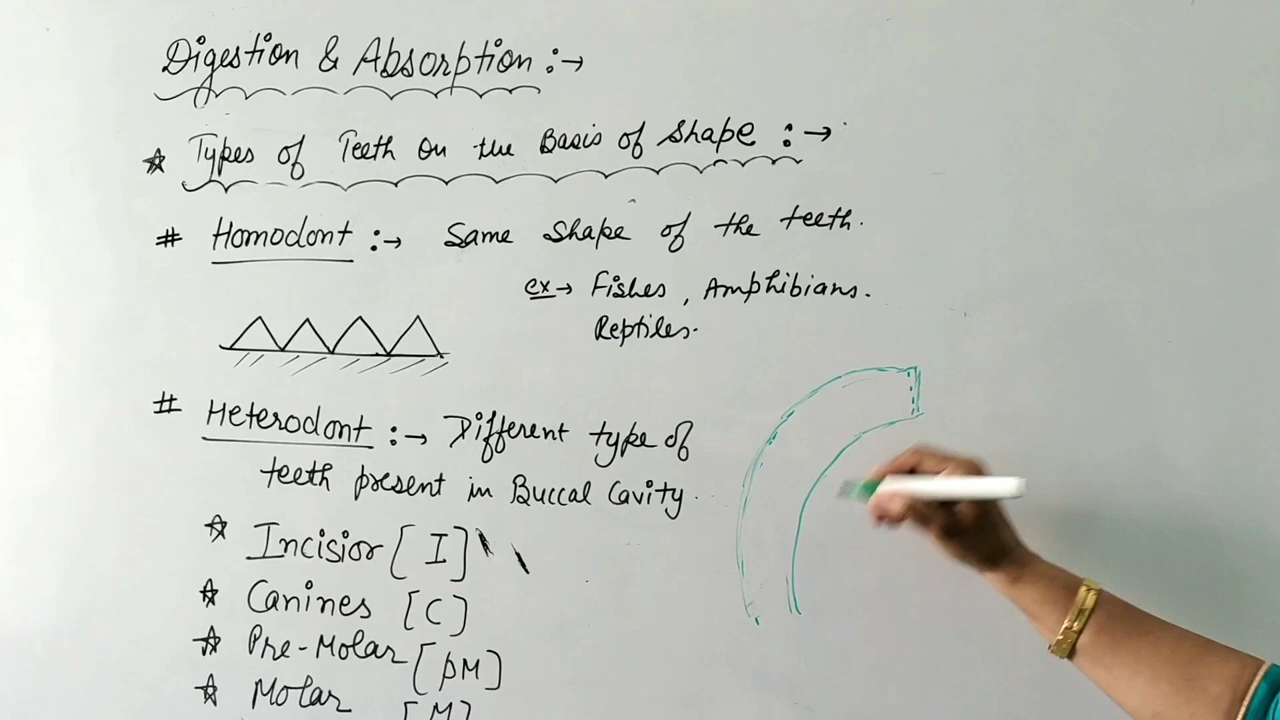 Digestion & Absorption :→
☆ Types of Teeth on the Basis of Shape :→
# Homodont :→ Same shape of the teeth.
ex→ Fishes, Amphibians.
Reptiles.
# Heterodont :→ Different type of
teeth present in Buccal Cavity.
☆ Incisior [I]
☆ Canines [C]
☆ Pre-Molar [PM]
☆ Molar [M]